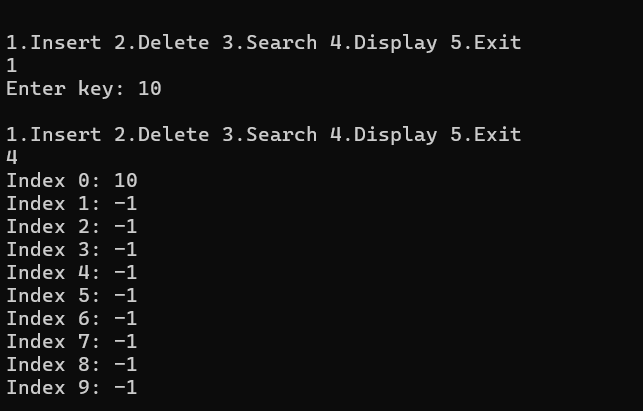 1.Insert 2.Delete 3.Search 4.Display 5.Exit
1
Enter key: 10
1.Insert 2.Delete 3.Search 4.Display 5.Exit
4
Index 0: 10
Index 1: -1
Index 2: -1
Index 3: -1
Index 4: -1
Index 5: -1
Index 6: -1
Index 7: -1
Index 8: -1
Index 9: -1